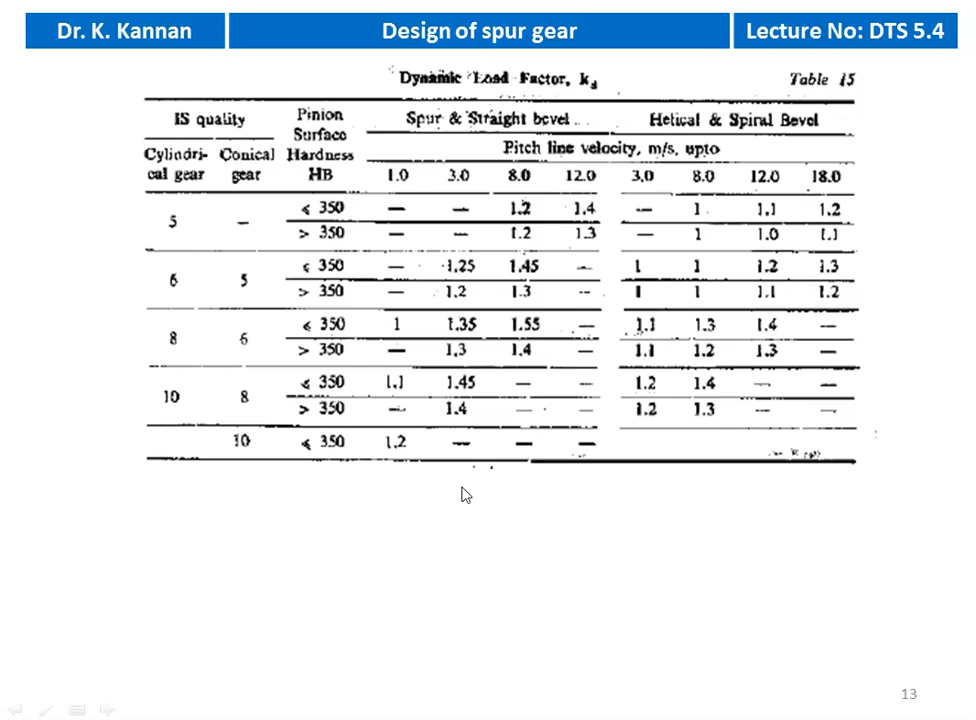 Dr. K. Kannan
Design of spur gear
Lecture No: DTS 5.4
Dynamic Load Factor, kd
Table 15
IS quality
Pinion Surface Hardness HB
Spur & Straight bevel
Helical & Spiral Bevel
Pitch line velocity, m/s, upto
Cylindri-cal gear Conical gear 1.0 3.0 8.0 12.0 3.0 8.0 12.0 18.0
5 — ⩽ 350 — — 1.2 1.4 — 1 1.1 1.2
> 350 — — 1.2 1.3 — 1 1.0 1.1
6 5 ⩽ 350 — 1.25 1.45 — 1 1 1.2 1.3
> 350 — 1.2 1.3 -- 1 1 1.1 1.2
8 6 ⩽ 350 1 1.35 1.55 — 1.1 1.3 1.4 —
> 350 — 1.3 1.4 — 1.1 1.2 1.3 —
10 8 ⩽ 350 1.1 1.45 — — 1.2 1.4 — —
> 350 — 1.4 — — 1.2 1.3 — —
10 ⩽ 350 1.2 — — —
13